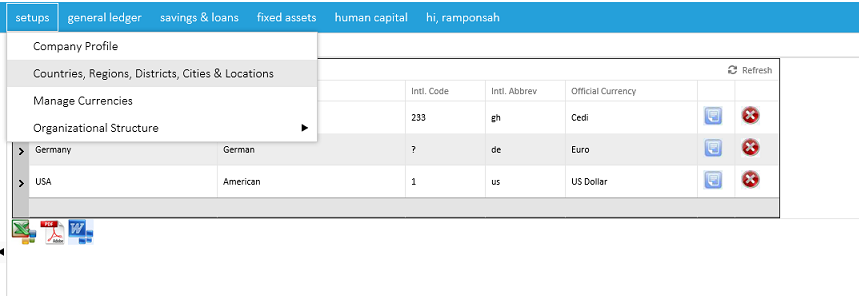 setups general ledger savings & loans fixed assets human capital hi, ramponsah
Company Profile
Countries, Regions, Districts, Cities & Locations
Manage Currencies
Organizational Structure
Refresh
Intl. Code Intl. Abbrev Official Currency
233 gh Cedi
Germany German ? de Euro
USA American 1 us US Dollar
PDF
Adobe